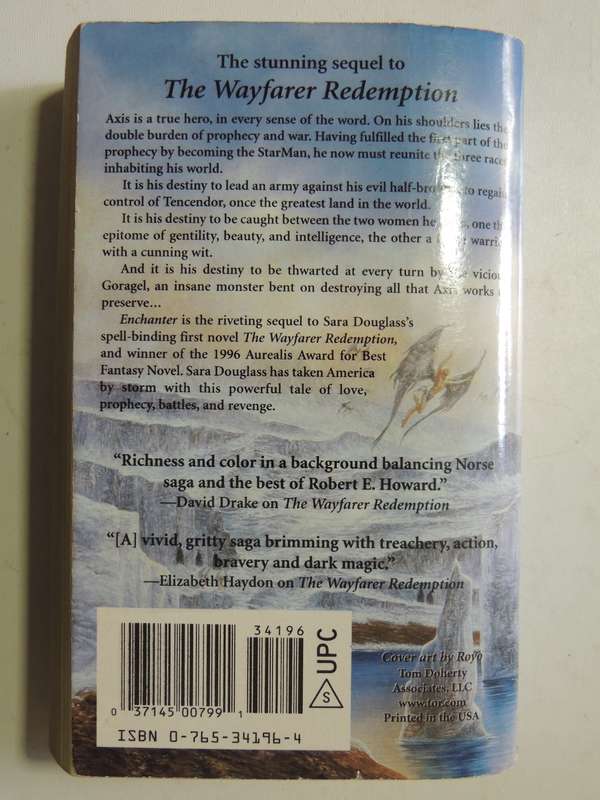 The stunning sequel to
The Wayfarer Redemption
Axis is a true hero, in every sense of the word. On his shoulders lies the
double burden of prophecy and war. Having fulfilled the first part of the
prophecy by becoming the StarMan, he now must reunite the three races
inhabiting his world.
It is his destiny to lead an army against his evil half-brother to regain
control of Tencendor, once the greatest land in the world.
It is his destiny to be caught between the two women he one the
epitome of gentility, beauty, and intelligence, the other a warrior
with a cunning wit.
And it is his destiny to be thwarted at every turn by the vicious
Goragel, an insane monster bent on destroying all that Axis works
preserve...
Enchanter is the riveting sequel to Sara Douglass's
spell-binding first novel The Wayfarer Redemption,
and winner of the 1996 Aurealis Award for Best
Fantasy Novel. Sara Douglass has taken America
by storm with this powerful tale of love,
prophecy, battles, and revenge.
"Richness and color in a background balancing Norse
saga and the best of Robert E. Howard."
—David Drake on The Wayfarer Redemption
"[A] vivid, gritty saga brimming with treachery, action,
bravery and dark magic."
—Elizabeth Haydon on The Wayfarer Redemption
34196
UPC
S
0 37145 00799 1
ISBN 0-765-34196-4
Cover art by Royo
Tom Doherty
Associates, LLC
www.tor.com
Printed in the USA